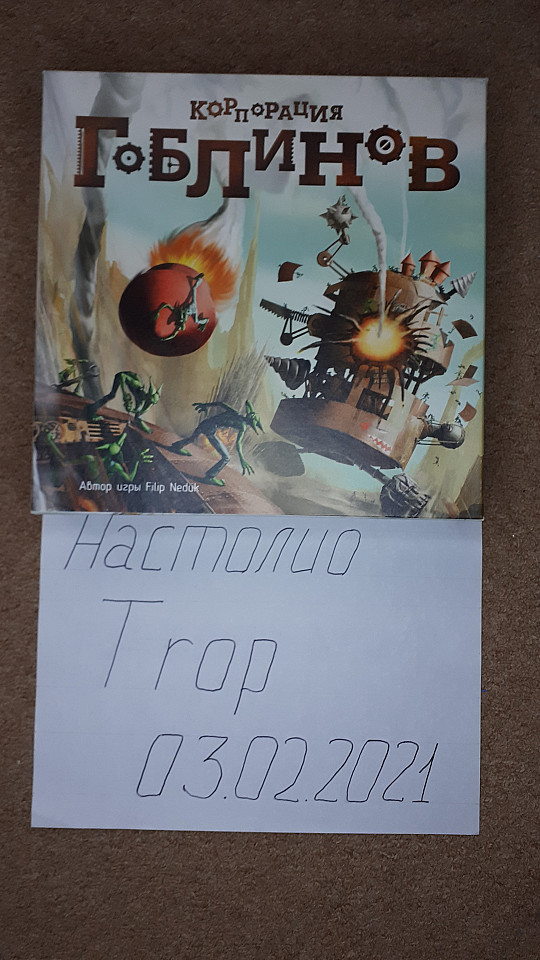 КОРПОРАЦИЯ
ГОБЛИНОВ
Автор игры Filip Neduk
Настолио
Trop
03.02.2021